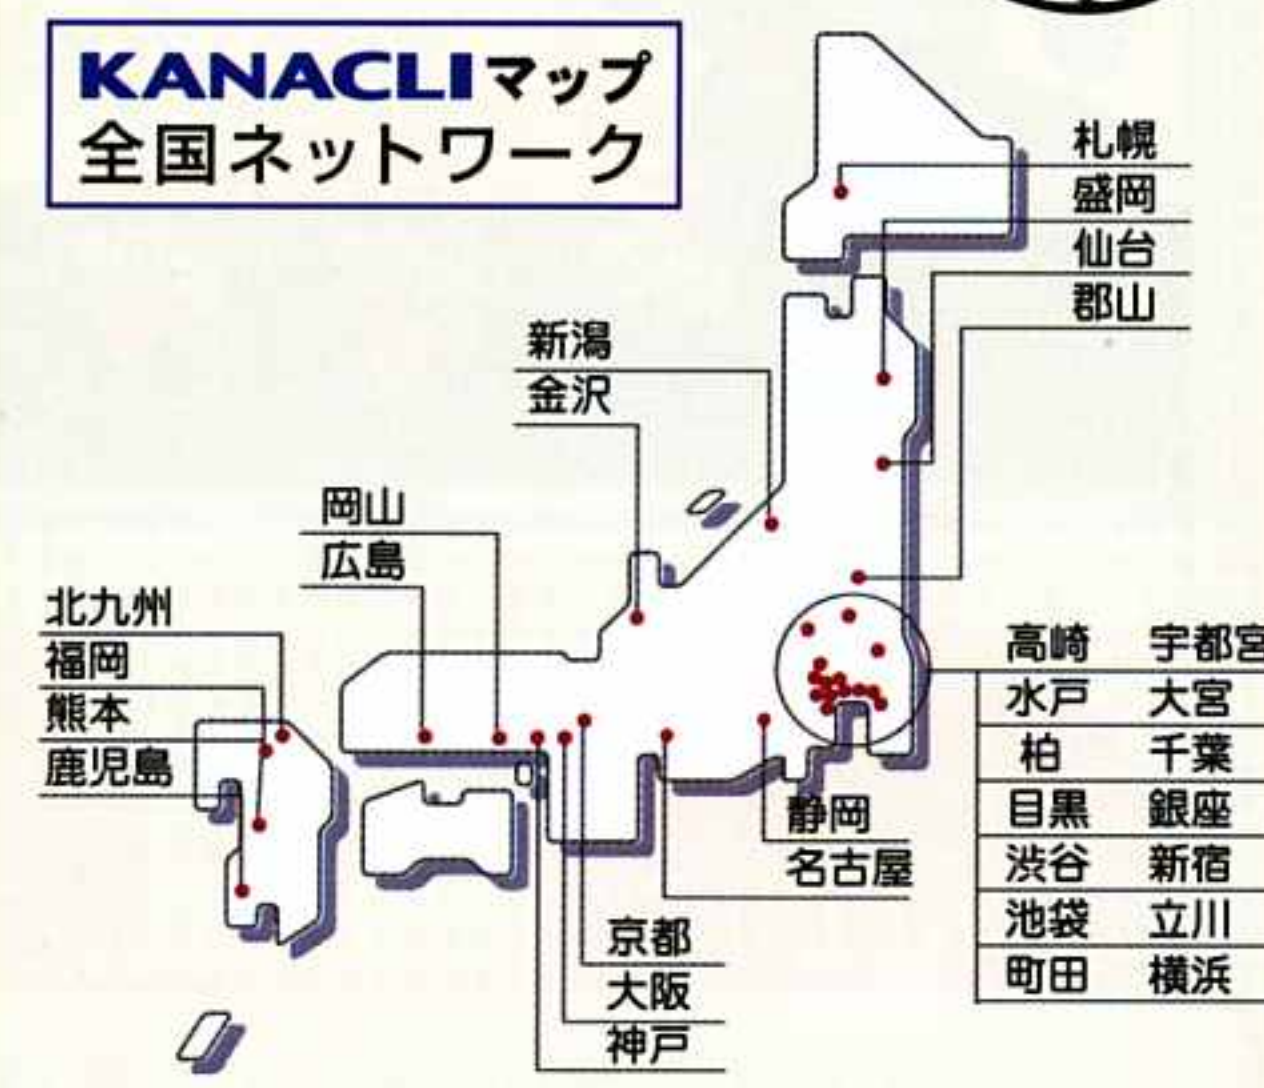 KANACLIマップ
全国ネットワーク
札幌
盛岡
仙台
郡山
新潟
金沢
岡山
広島
北九州
福岡
熊本
鹿児島
高崎 宇都宮
水戸 大宮
柏 千葉
目黒 銀座
渋谷 新宿
池袋 立川
町田 横浜
静岡
名古屋
京都
大阪
神戸